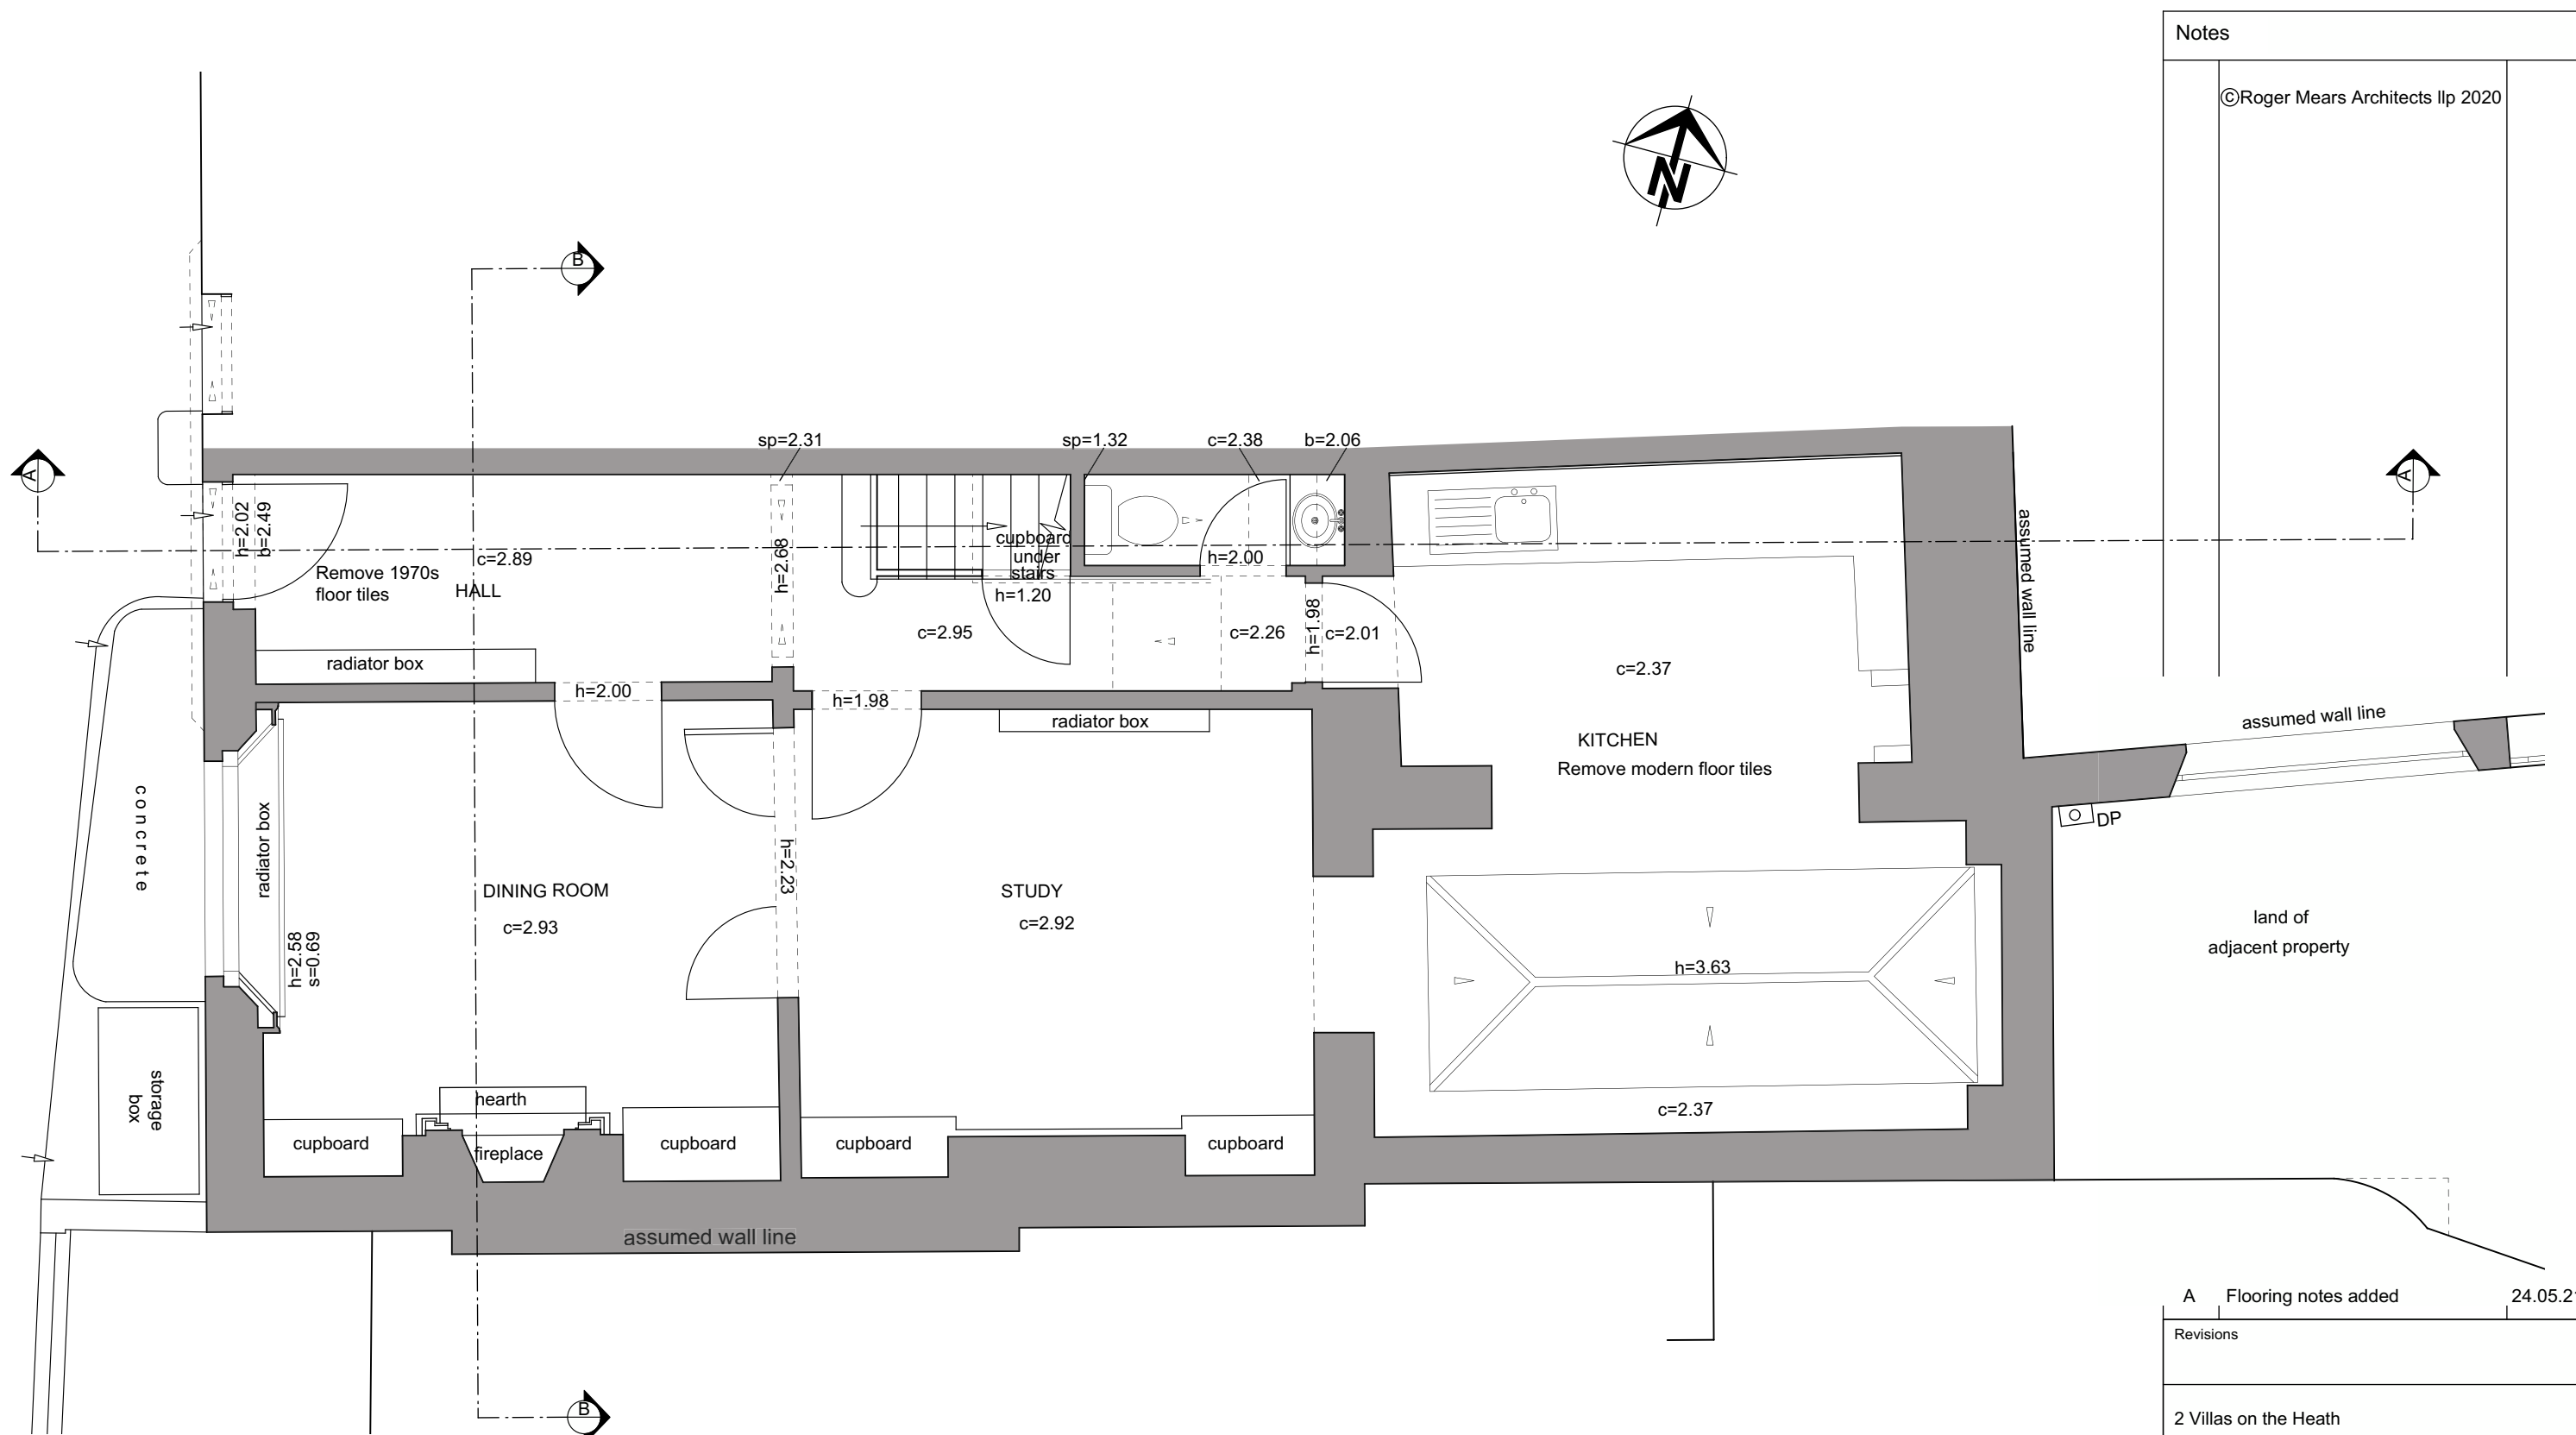 Notes
©Roger Mears Architects llp 2020
N
B
sp=2.31
sp=1.32
c=2.38
b=2.06
A
A
h=2.02
b=2.49
c=2.89
Remove 1970s
floor tiles
HALL
h=2.68
cupboard
under
stairs
h=1.20
h=2.00
c=2.95
c=2.26
h=1.98
c=2.01
c=2.37
assumed wall line
radiator box
h=2.00
h=1.98
radiator box
KITCHEN
Remove modern floor tiles
assumed wall line
DP
concrete
radiator box
h=2.58
s=0.69
DINING ROOM
c=2.93
h=2.23
STUDY
c=2.92
h=3.63
land of
adjacent property
storage
box
hearth
fireplace
cupboard
cupboard
cupboard
cupboard
c=2.37
assumed wall line
B
A Flooring notes added 24.05.2
Revisions
2 Villas on the Heath